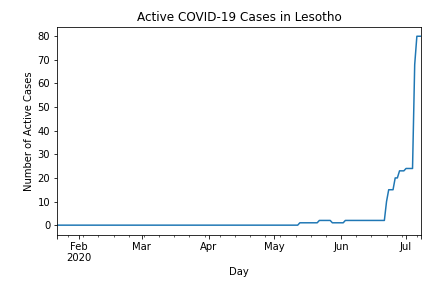 Active COVID-19 Cases in Lesotho
80
70
60
50
40
30
20
10
0
Number of Active Cases
Feb Mar Apr May Jun Jul
2020
Day